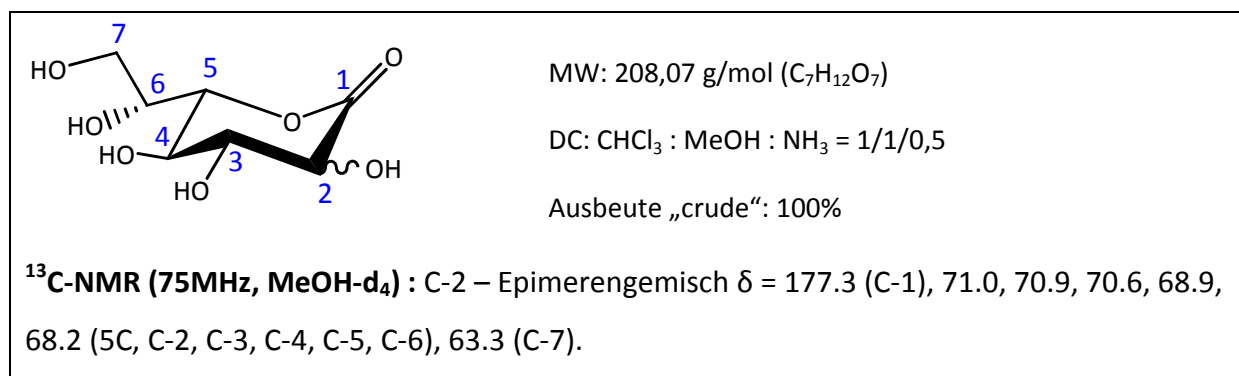 7
HO
6
5
1
O
O
HO
4
HO
3
HO
2
OH
MW: 208,07 g/mol (C₇H₁₂O₇)
DC: CHCl₃ : MeOH : NH₃ = 1/1/0,5
Ausbeute „crude“: 100%
¹³C-NMR (75MHz, MeOH-d₄) : C-2 – Epimerengemisch δ = 177.3 (C-1), 71.0, 70.9, 70.6, 68.9,
68.2 (5C, C-2, C-3, C-4, C-5, C-6), 63.3 (C-7).